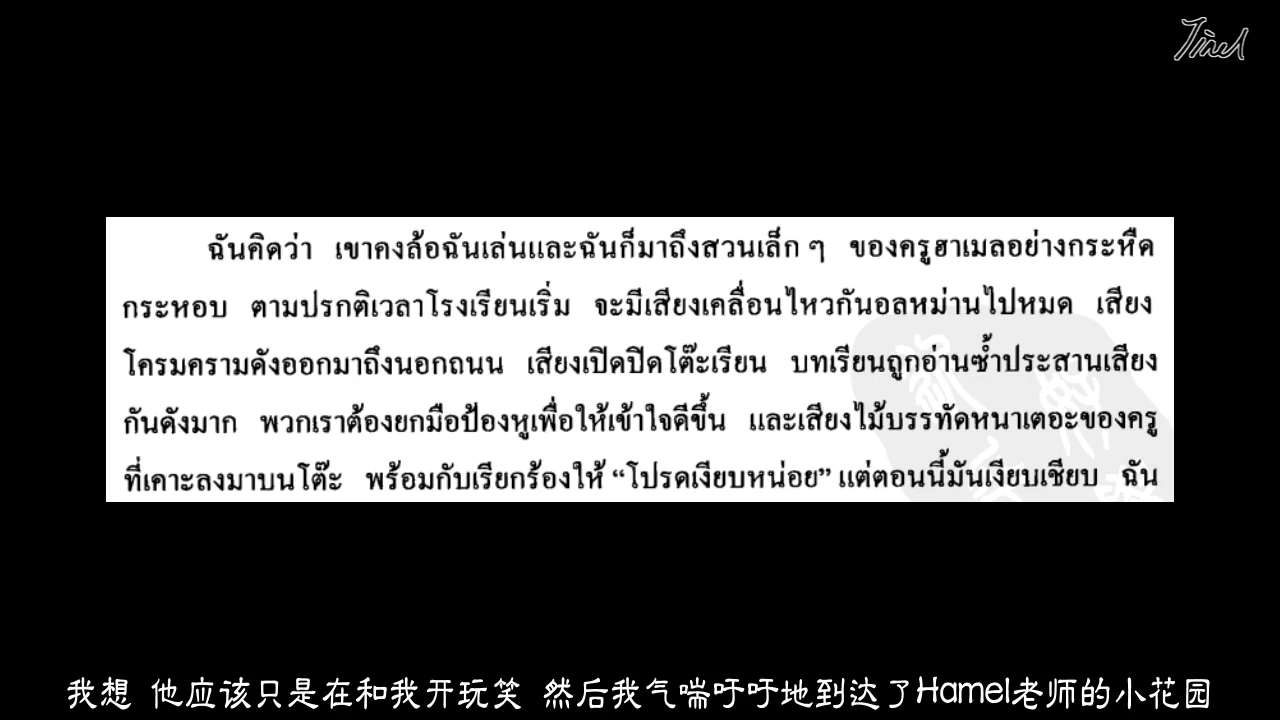 Tinel
ฉันคิดว่า เขาคงล้อฉันเล่นและฉันก็มาถึงสวนเล็ก ๆ ของครูฮาเมลอย่างกระหืด
กระหอบ ตามปรกติเวลาโรงเรียนเริ่ม จะมีเสียงเคลื่อนไหวกันอลหม่านไปหมด เสียง
โครมครามดังออกมาถึงนอกถนน เสียงเปิดปิดโต๊ะเรียน บทเรียนถูกอ่านซ้ำประสานเสียง
กันดังมาก พวกเราต้องยกมือป้องหูเพื่อให้เข้าใจดีขึ้น และเสียงไม้บรรทัดหนาเตอะของครู
ที่เคาะลงมาบนโต๊ะ พร้อมกับเรียกร้องให้ “โปรดเงียบหน่อย” แต่ตอนนี้มันเงียบเชียบ ฉัน
我想 他应该只是在和我开玩笑 然后我气喘吁吁地到达了Hamel老师的小花园